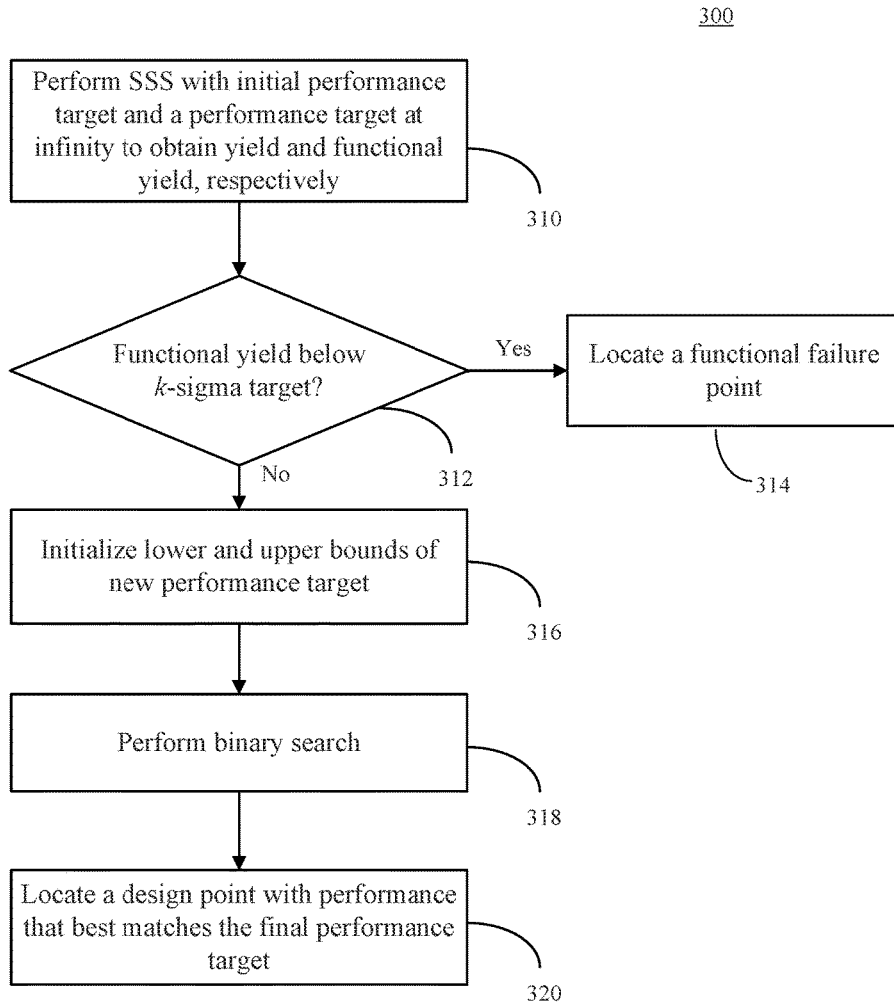 300
Perform SSS with initial performance
target and a performance target at
infinity to obtain yield and functional
yield, respectively
310
Functional yield below
k-sigma target?
Yes
Locate a functional failure
point
312
314
No
Initialize lower and upper bounds of
new performance target
316
Perform binary search
318
Locate a design point with performance
that best matches the final performance
target
320